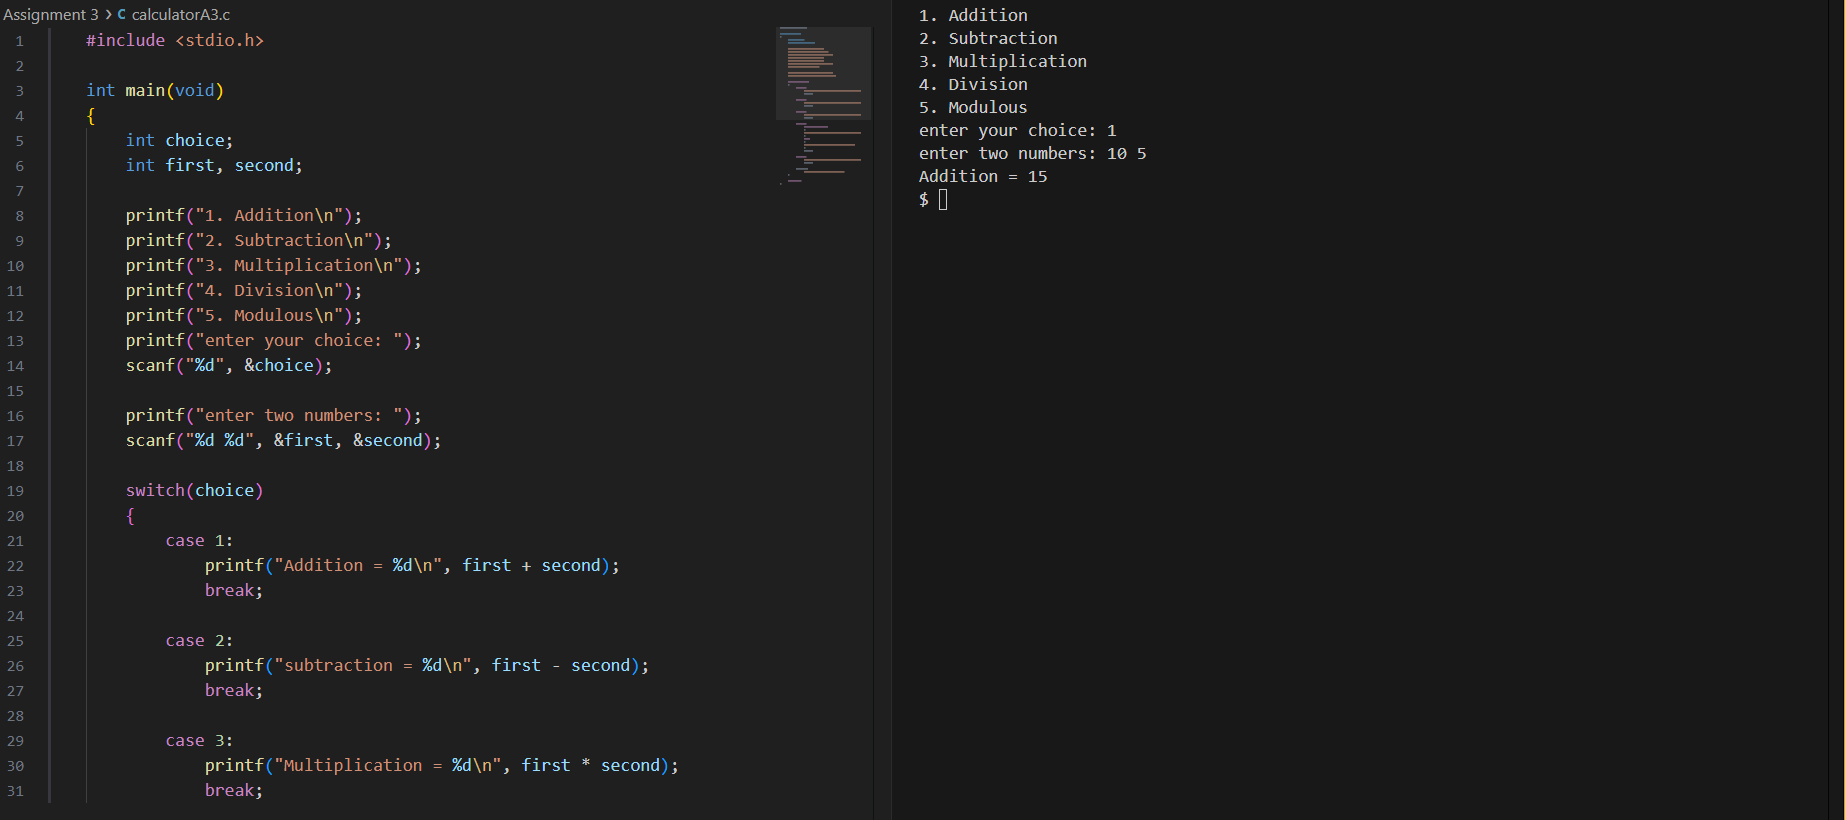 Assignment 3 > C calculatorA3.c
1 #include <stdio.h>
2
3 int main(void)
4 {
5 int choice;
6 int first, second;
7
8 printf("1. Addition\n");
9 printf("2. Subtraction\n");
10 printf("3. Multiplication\n");
11 printf("4. Division\n");
12 printf("5. Modulous\n");
13 printf("enter your choice: ");
14 scanf("%d", &choice);
15
16 printf("enter two numbers: ");
17 scanf("%d %d", &first, &second);
18
19 switch(choice)
20 {
21 case 1:
22 printf("Addition = %d\n", first + second);
23 break;
24
25 case 2:
26 printf("subtraction = %d\n", first - second);
27 break;
28
29 case 3:
30 printf("Multiplication = %d\n", first * second);
31 break;
1. Addition
2. Subtraction
3. Multiplication
4. Division
5. Modulous
enter your choice: 1
enter two numbers: 10 5
Addition = 15
$